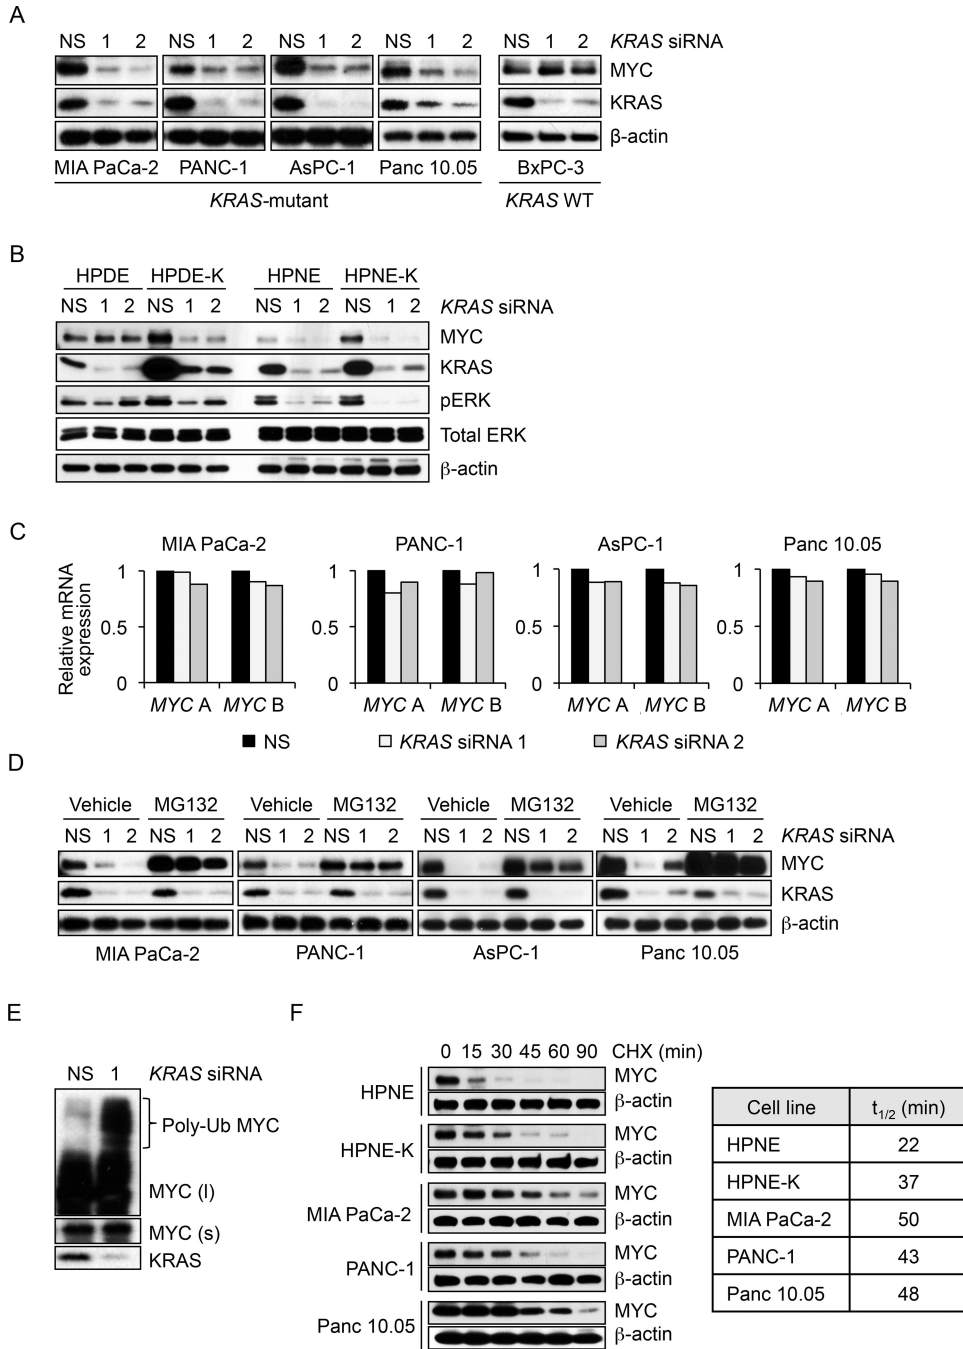 A
NS 1 2 NS 1 2 NS 1 2 NS 1 2 NS 1 2 KRAS siRNA
MYC
KRAS
β-actin
MIA PaCa-2 PANC-1 AsPC-1 Panc 10.05 BxPC-3
KRAS-mutant KRAS WT
B
HPDE HPDE-K HPNE HPNE-K
NS 1 2 NS 1 2 NS 1 2 NS 1 2 KRAS siRNA
MYC
KRAS
pERK
Total ERK
β-actin
C
MIA PaCa-2 PANC-1 AsPC-1 Panc 10.05
Relative mRNA
expression
1 1 1 1
0.5 0.5 0.5 0.5
0 0 0 0
MYC A MYC B MYC A MYC B MYC A MYC B MYC A MYC B
NS KRAS siRNA 1 KRAS siRNA 2
D
Vehicle MG132 Vehicle MG132 Vehicle MG132 Vehicle MG132
NS 1 2 NS 1 2 NS 1 2 NS 1 2 NS 1 2 NS 1 2 NS 1 2 NS 1 2 KRAS siRNA
MYC
KRAS
β-actin
MIA PaCa-2 PANC-1 AsPC-1 Panc 10.05
E
NS 1 KRAS siRNA
Poly-Ub MYC
MYC (l)
MYC (s)
KRAS
F
0 15 30 45 60 90 CHX (min)
HPNE MYC
β-actin
HPNE-K MYC
β-actin
MIA PaCa-2 MYC
β-actin
PANC-1 MYC
β-actin
Panc 10.05 MYC
β-actin
Cell line t1/2 (min)
HPNE 22
HPNE-K 37
MIA PaCa-2 50
PANC-1 43
Panc 10.05 48